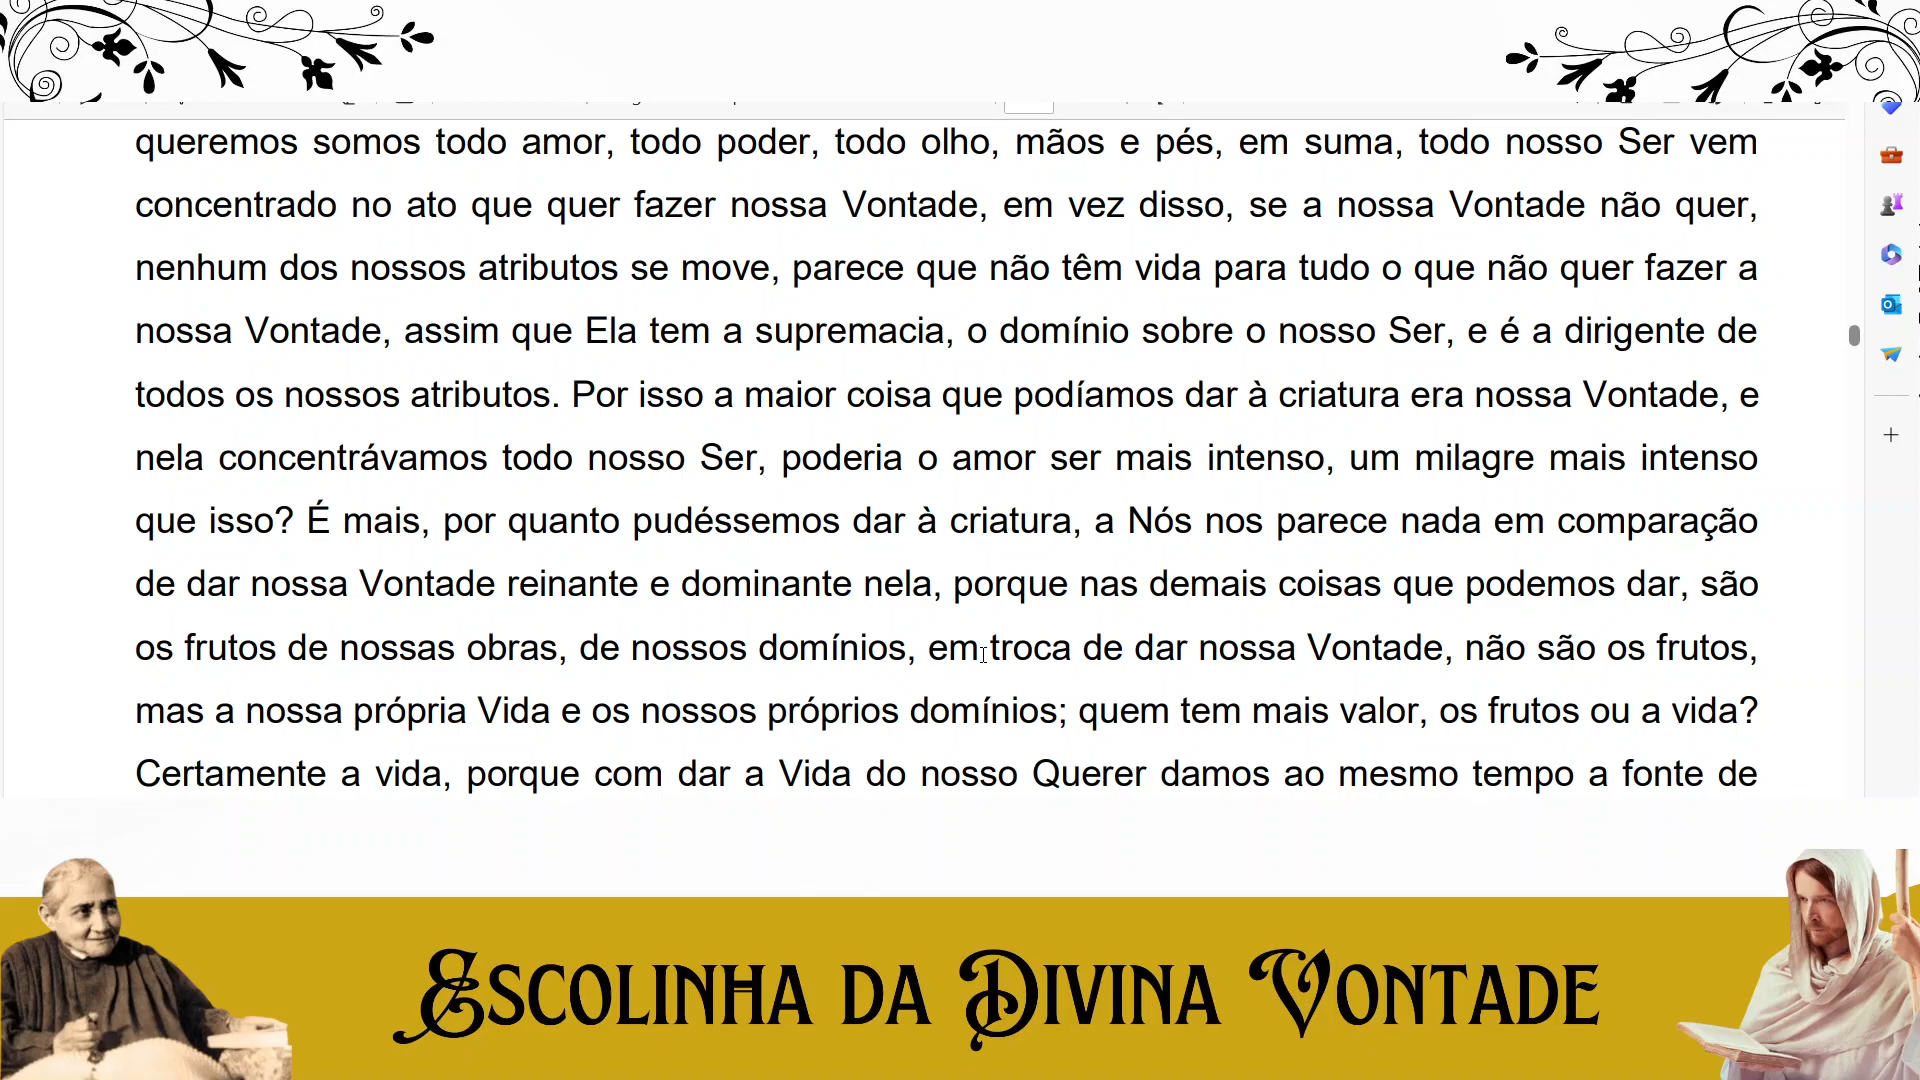 queremos somos todo amor, todo poder, todo olho, mãos e pés, em suma, todo nosso Ser vem
concentrado no ato que quer fazer nossa Vontade, em vez disso, se a nossa Vontade não quer,
nenhum dos nossos atributos se move, parece que não têm vida para tudo o que não quer fazer a
nossa Vontade, assim que Ela tem a supremacia, o domínio sobre o nosso Ser, e é a dirigente de
todos os nossos atributos. Por isso a maior coisa que podíamos dar à criatura era nossa Vontade, e
nela concentrávamos todo nosso Ser, poderia o amor ser mais intenso, um milagre mais intenso
que isso? É mais, por quanto pudéssemos dar à criatura, a Nós nos parece nada em comparação
de dar nossa Vontade reinante e dominante nela, porque nas demais coisas que podemos dar, são
os frutos de nossas obras, de nossos domínios, em troca de dar nossa Vontade, não são os frutos,
mas a nossa própria Vida e os nossos próprios domínios; quem tem mais valor, os frutos ou a vida?
Certamente a vida, porque com dar a Vida do nosso Querer damos ao mesmo tempo a fonte de
ESCOLINHA DA DIVINA VONTADE